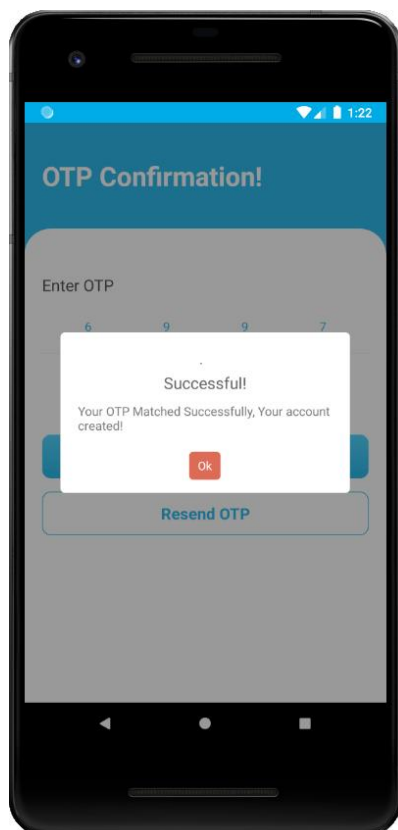 1:22
OTP Confirmation!
Enter OTP
6 9 9 7
Successful!
Your OTP Matched Successfully, Your account
created!
Ok
Resend OTP